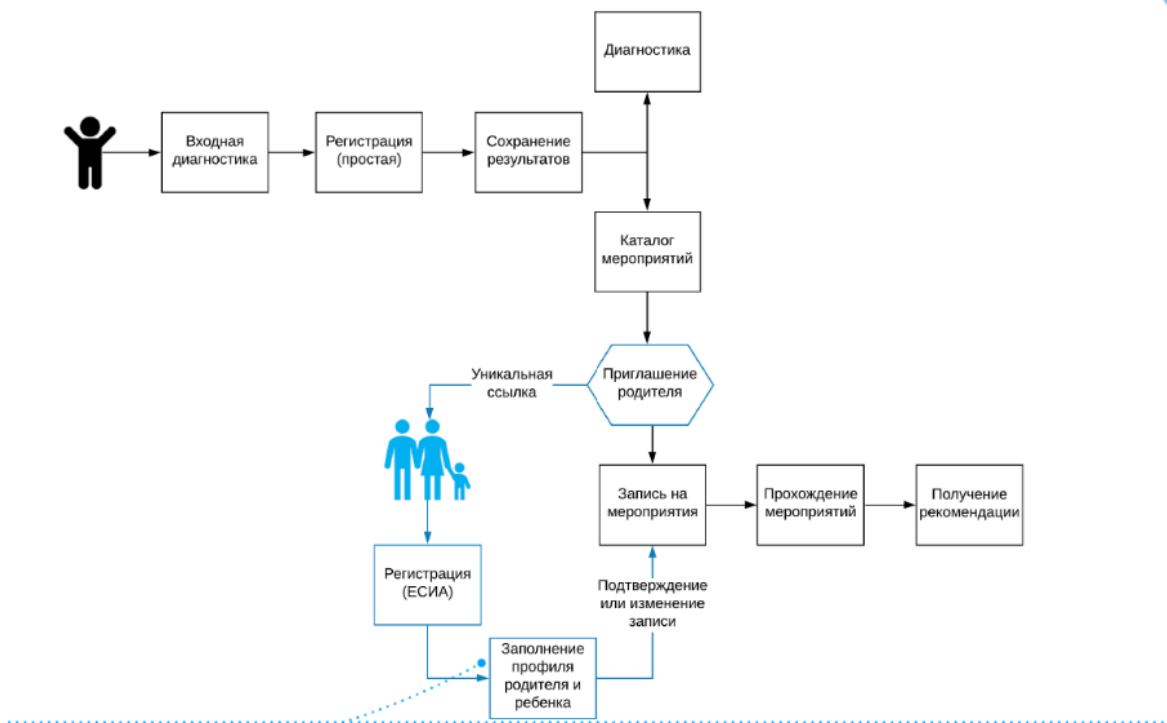 Диагностика
Входная
диагностика
Регистрация
(простая)
Сохранение
результатов
Каталог
мероприятий
Уникальная
ссылка
Приглашение
родителя
Запись на
мероприятия
Прохождение
мероприятий
Получение
рекомендации
Регистрация
(ЕСИА)
Подтверждение
или изменение
записи
Заполнение
профиля
родителя и
ребенка